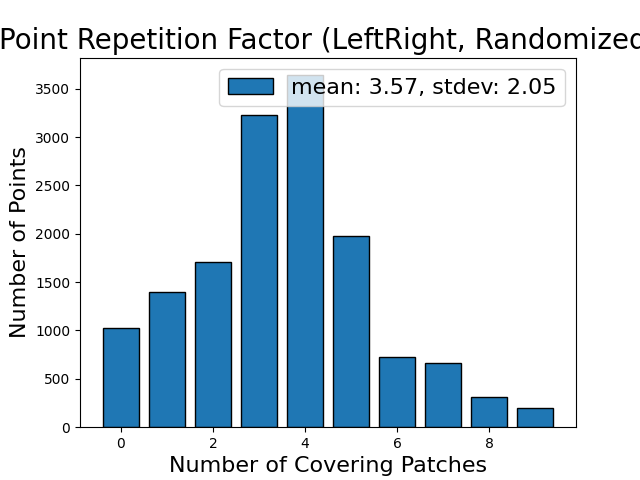 Point Repetition Factor (LeftRight, Randomized
mean: 3.57, stdev: 2.05
Number of Points
3500
3000
2500
2000
1500
1000
500
0
0 2 4 6 8
Number of Covering Patches